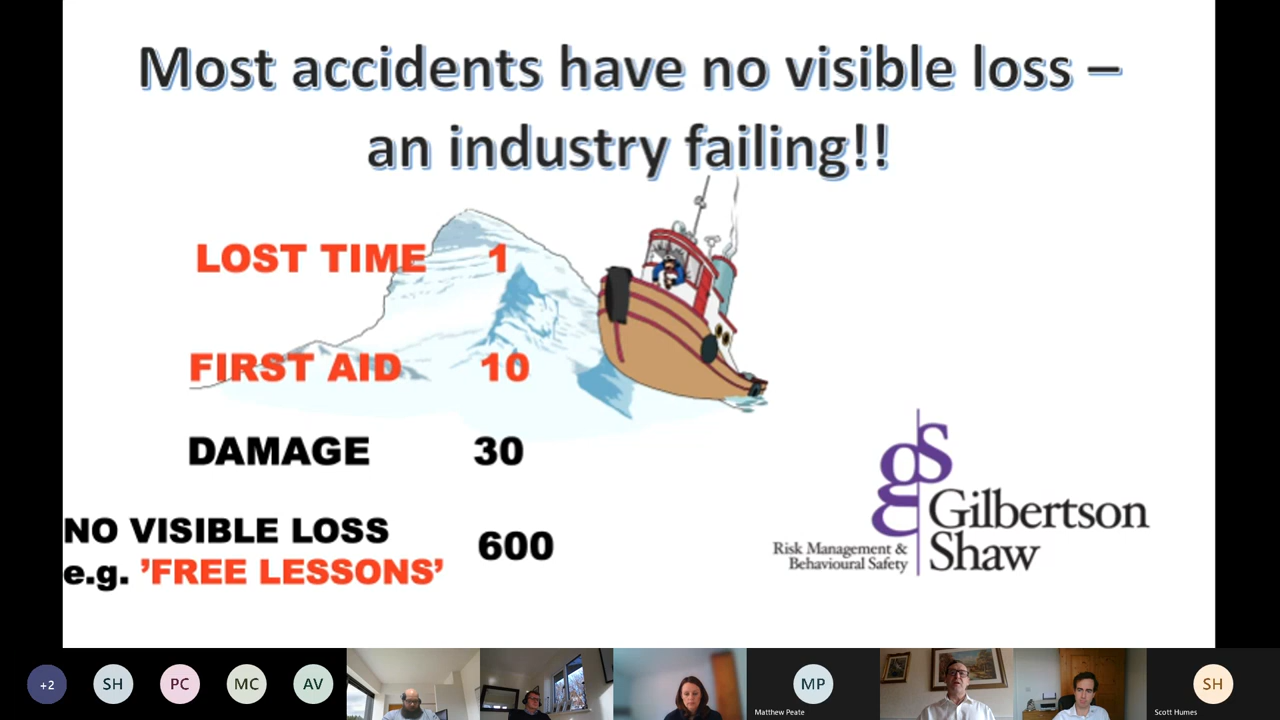 Most accidents have no visible loss –
an industry failing!!
LOST TIME 1
FIRST AID 10
DAMAGE 30
NO VISIBLE LOSS
e.g. ’FREE LESSONS’ 600
gs
Gilbertson
Shaw
Risk Management &
Behavioural Safety
+2 SH PC MC AV MP SH
Matthew Peate Scott Humes